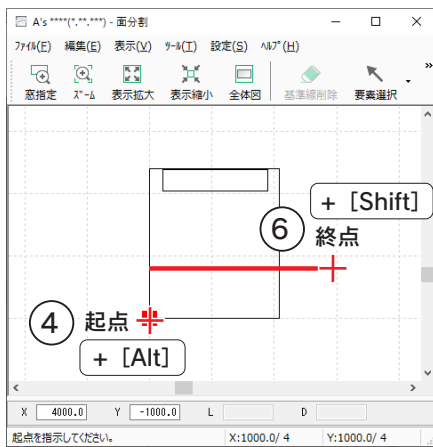 A's ****(*.**.***) - 面分割
ファイル(F) 編集(E) 表示(V) ツール(T) 設定(S) ヘルプ(H)
窓指定 ズーム 表示拡大 表示縮小 全体図 基準線削除 要素選択 »
+ [Shift]
⑥ 終点
④ 起点
+ [Alt]
X 4000.0 Y -1000.0 L D
起点を指示してください。 X:1000.0/ 4 Y:1000.0/ 4